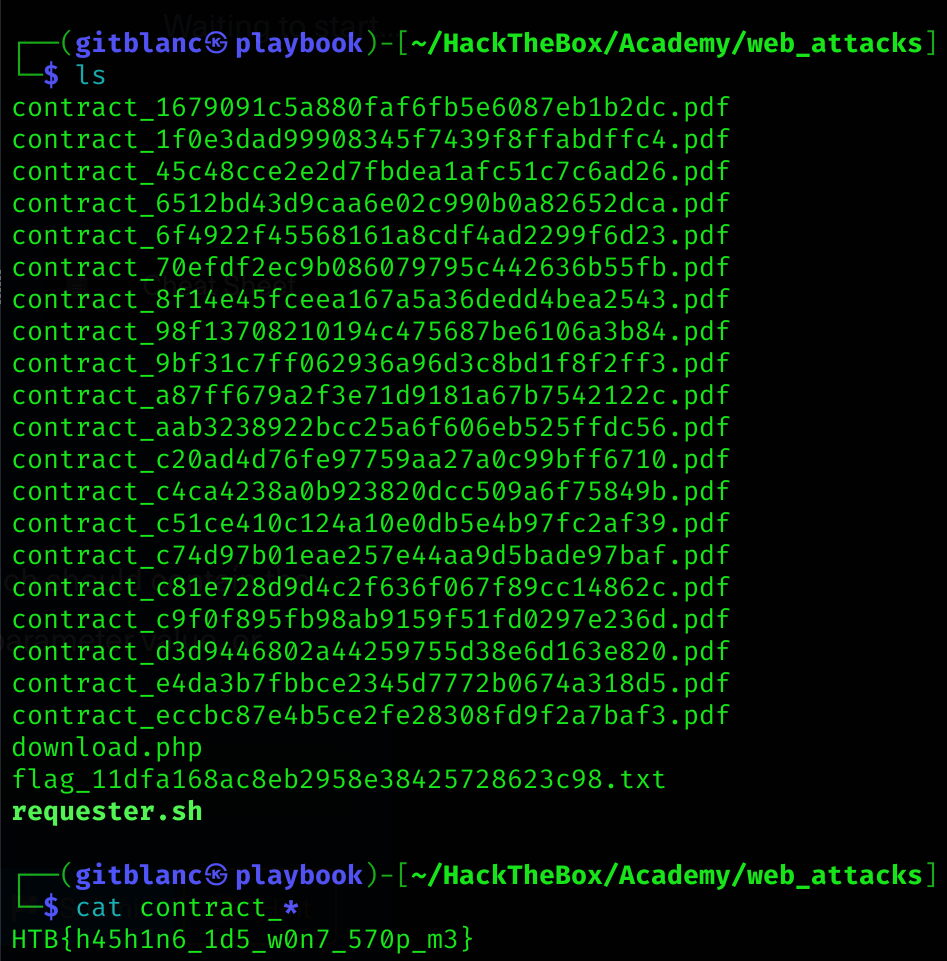 Waiting to start...
┌──(gitblanc㉿playbook)-[~/HackTheBox/Academy/web_attacks]
└─$ ls
contract_1679091c5a880faf6fb5e6087eb1b2dc.pdf
contract_1f0e3dad99908345f7439f8ffabdffc4.pdf
contract_45c48cce2e2d7fbdea1afc51c7c6ad26.pdf
contract_6512bd43d9caa6e02c990b0a82652dca.pdf
contract_6f4922f45568161a8cdf4ad2299f6d23.pdf
contract_70efdf2ec9b086079795c442636b55fb.pdf
contract_8f14e45fceea167a5a36dedd4bea2543.pdf
contract_98f13708210194c475687be6106a3b84.pdf
contract_9bf31c7ff062936a96d3c8bd1f8f2ff3.pdf
contract_a87ff679a2f3e71d9181a67b7542122c.pdf
contract_aab3238922bcc25a6f606eb525ffdc56.pdf
contract_c20ad4d76fe97759aa27a0c99bff6710.pdf
contract_c4ca4238a0b923820dcc509a6f75849b.pdf
contract_c51ce410c124a10e0db5e4b97fc2af39.pdf
contract_c74d97b01eae257e44aa9d5bade97baf.pdf
contract_c81e728d9d4c2f636f067f89cc14862c.pdf
contract_c9f0f895fb98ab9159f51fd0297e236d.pdf
contract_d3d9446802a44259755d38e6d163e820.pdf
contract_e4da3b7fbbce2345d7772b0674a318d5.pdf
contract_eccbc87e4b5ce2fe28308fd9f2a7baf3.pdf
download.php
flag_11dfa168ac8eb2958e38425728623c98.txt
requester.sh
┌──(gitblanc㉿playbook)-[~/HackTheBox/Academy/web_attacks]
└─$ cat contract_*
HTB{h45h1n6_1d5_w0n7_570p_m3}